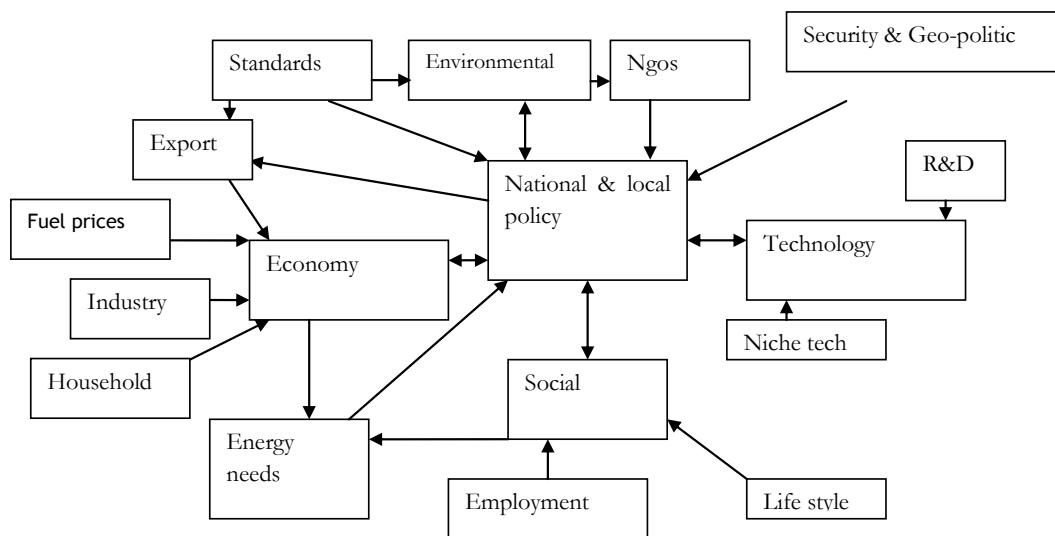 Security & Geo-politic
Standards
Environmental
Ngos
Export
R&D
National & local
policy
Fuel prices
Economy
Technology
Industry
Niche tech
Household
Social
Energy
needs
Employment
Life style